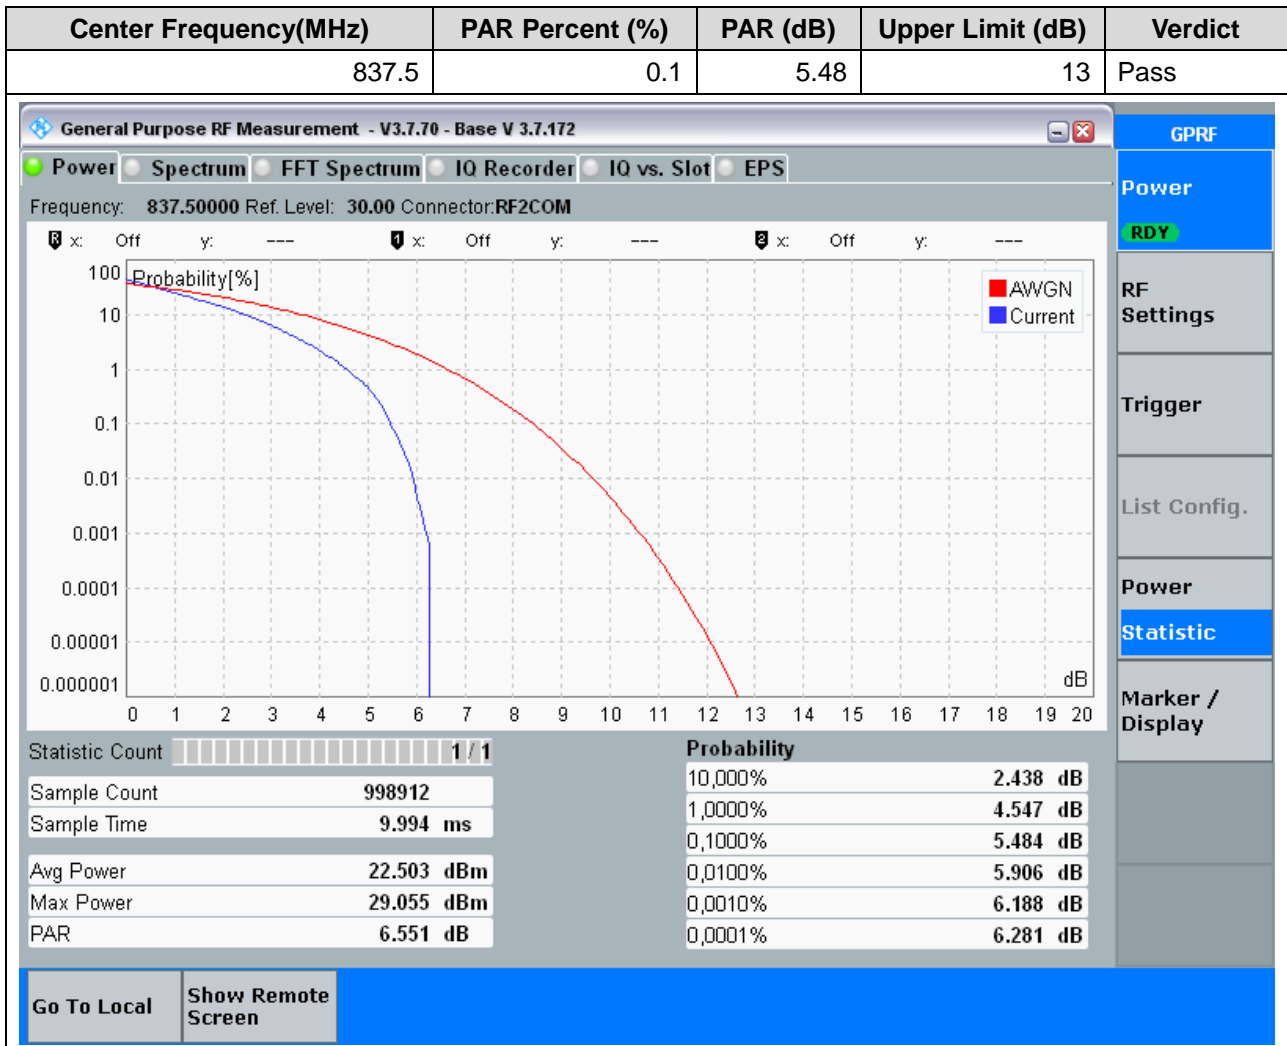 Center Frequency(MHz) PAR Percent (%) PAR (dB) Upper Limit (dB) Verdict
837.5 0.1 5.48 13 Pass
General Purpose RF Measurement - V3.7.70 - Base V 3.7.172
GPRF
Power Spectrum FFT Spectrum IQ Recorder IQ vs. Slot EPS
Power
RDY
Frequency: 837.50000 Ref. Level: 30.00 Connector:RF2COM
R x: Off y: --- 1 x: Off y: --- 2 x: Off y: ---
Probability[%]
AWGN
Current
100
10
1
0.1
0.01
0.001
0.0001
0.00001
0.000001
dB
0 1 2 3 4 5 6 7 8 9 10 11 12 13 14 15 16 17 18 19 20
RF
Settings
Trigger
List Config.
Power
Statistic
Marker /
Display
Statistic Count 1 / 1
Sample Count 998912
Sample Time 9.994 ms
Avg Power 22.503 dBm
Max Power 29.055 dBm
PAR 6.551 dB
Probability
10,000% 2.438 dB
1,0000% 4.547 dB
0,1000% 5.484 dB
0,0100% 5.906 dB
0,0010% 6.188 dB
0,0001% 6.281 dB
Go To Local
Show Remote
Screen